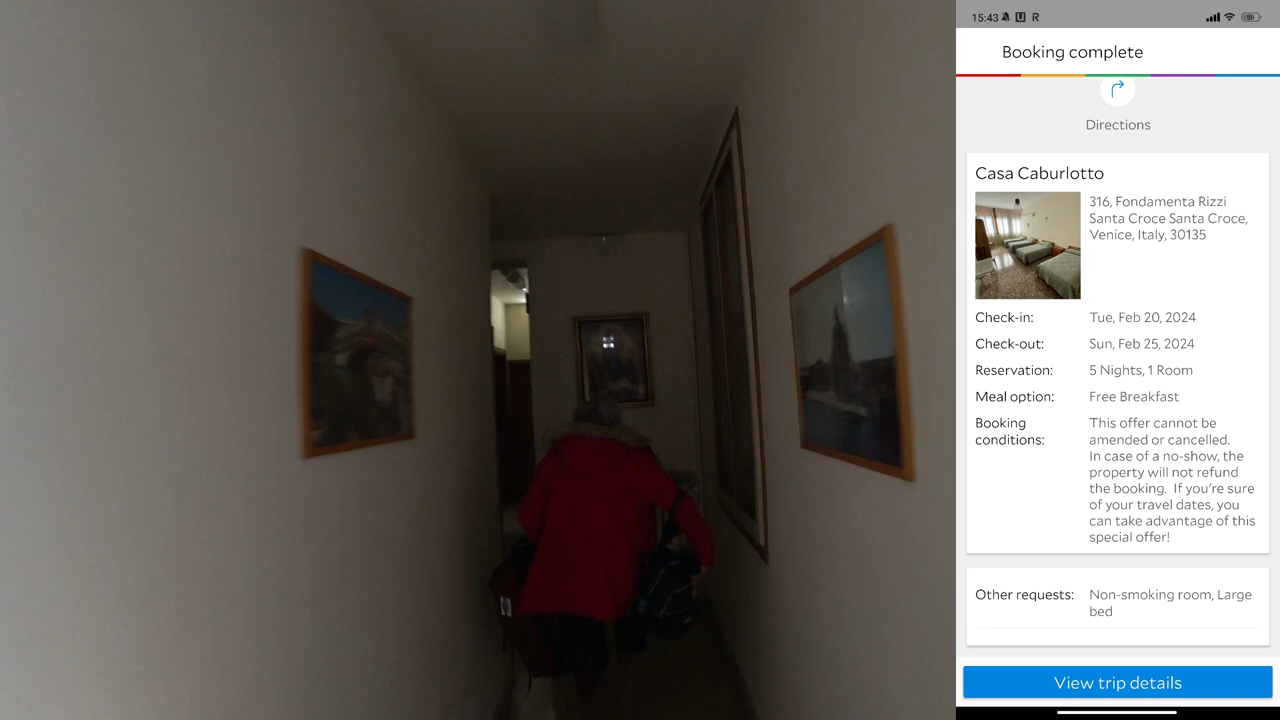 15:43
R
59
Booking complete
Directions
Casa Caburlotto
316, Fondamenta Rizzi
Santa Croce Santa Croce,
Venice, Italy, 30135
Check-in: Tue, Feb 20, 2024
Check-out: Sun, Feb 25, 2024
Reservation: 5 Nights, 1 Room
Meal option: Free Breakfast
Booking conditions:
This offer cannot be
amended or cancelled.
In case of a no-show, the
property will not refund
the booking. If you're sure
of your travel dates, you
can take advantage of this
special offer!
Other requests: Non-smoking room, Large
bed
View trip details